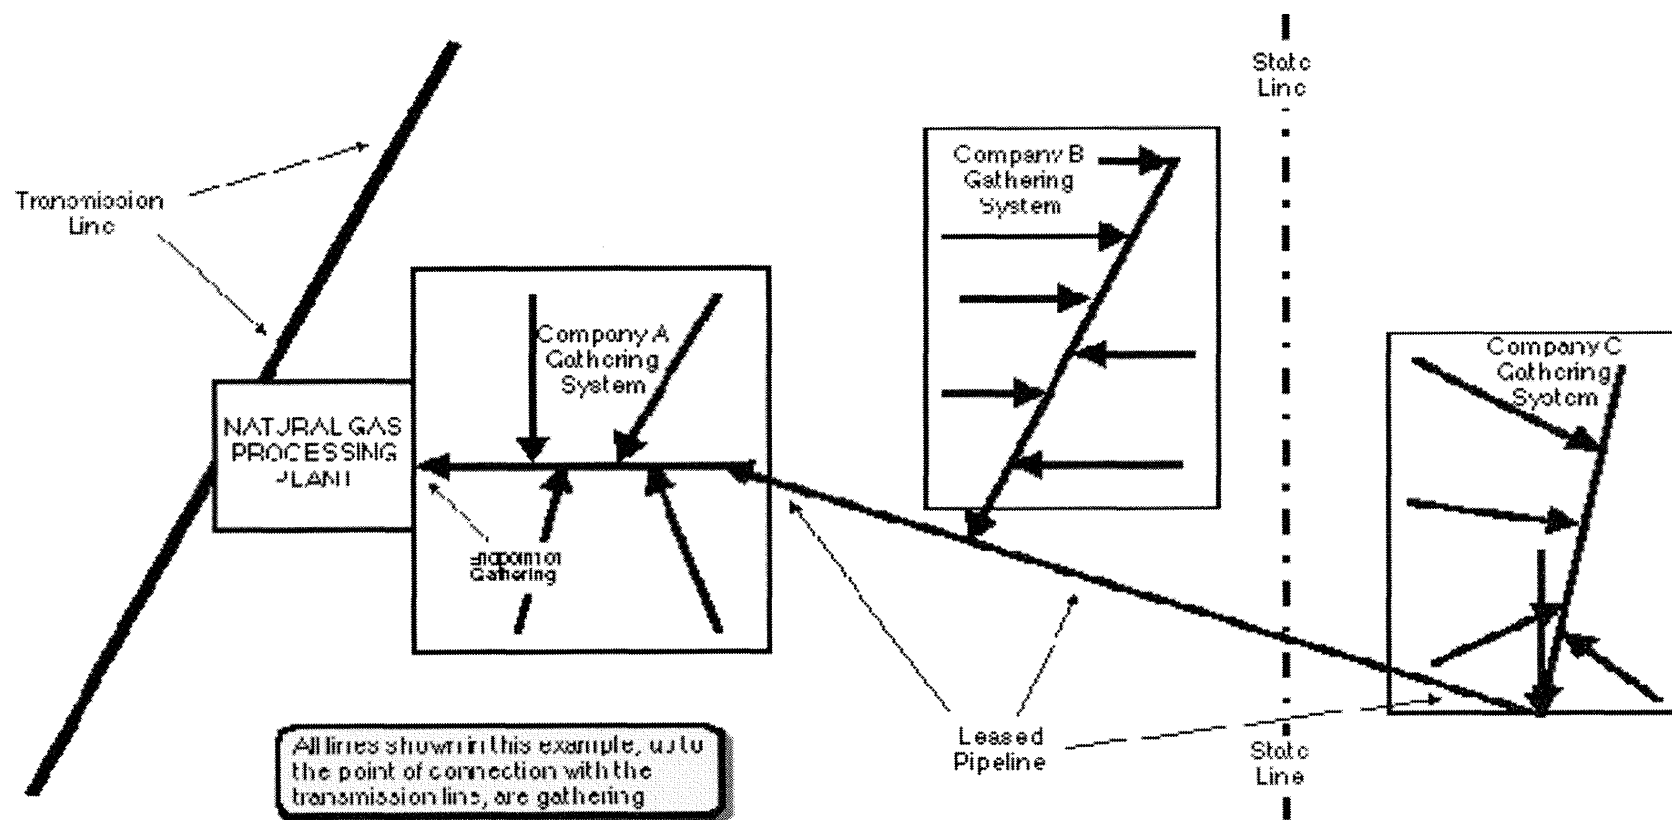 State
Line
Company B
Gathering
System
Transmission
Line
Company A
Gathering
System
Company C
Gathering
System
NATURAL GAS
PROCESSING
PLANT
Endpoint of
Gathering
Leased
Pipeline
State
Line
All lines shown in this example, up to
the point of connection with the
transmission line, are gathering